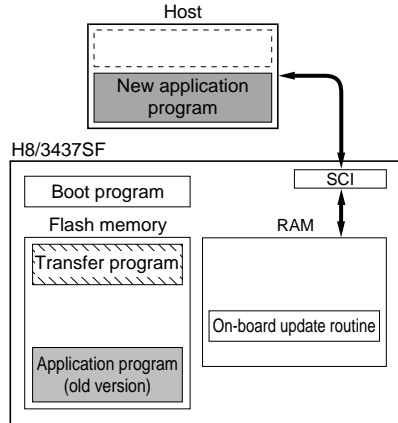 Host
New application
program
H8/3437SF
SCI
Boot program
Flash memory
RAM
Transfer program
On-board update routine
Application program
(old version)